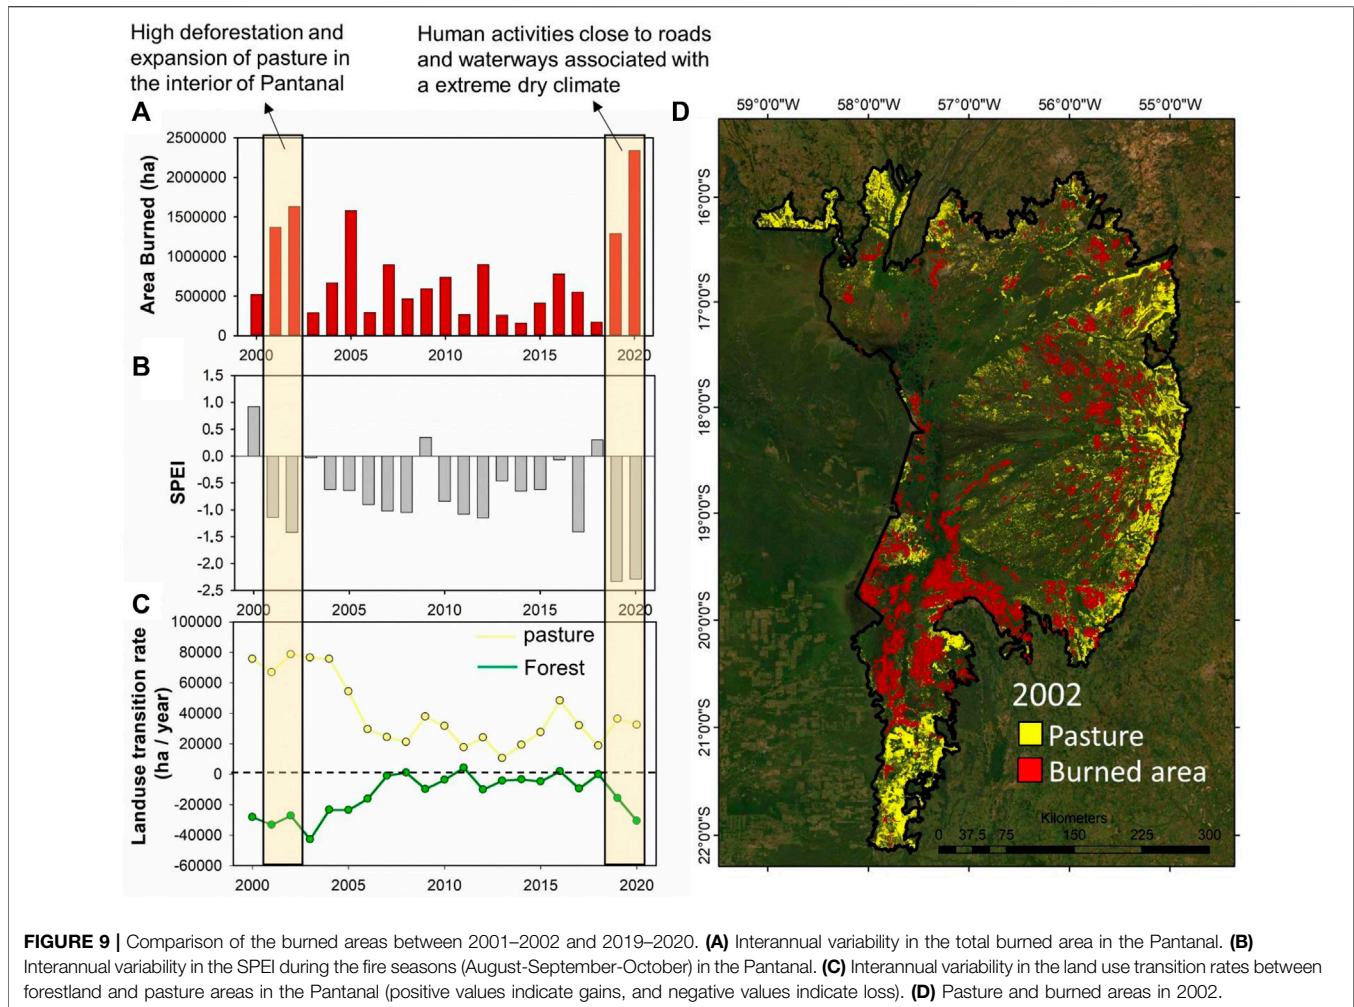 High deforestation and
expansion of pasture in
the interior of Pantanal
Human activities close to roads
and waterways associated with
a extreme dry climate
A
2500000
2000000
1500000
1000000
500000
0
Area Burned (ha)
2000 2005 2010 2015 2020
B
1.5
1.0
0.5
0.0
-0.5
-1.0
-1.5
-2.0
-2.5
SPEI
2000 2005 2010 2015 2020
C
100000
80000
60000
40000
20000
0
-20000
-40000
-60000
Landuse transition rate
(ha / year)
pasture
Forest
2000 2005 2010 2015 2020
D
59°0'0"W 58°0'0"W 57°0'0"W 56°0'0"W 55°0'0"W
16°0'0"S
17°0'0"S
18°0'0"S
19°0'0"S
20°0'0"S
21°0'0"S
22°0'0"S
2002
Pasture
Burned area
Kilometers
0 37,5 75 150 225 300
FIGURE 9 | Comparison of the burned areas between 2001–2002 and 2019–2020. (A) Interannual variability in the total burned area in the Pantanal. (B)
Interannual variability in the SPEI during the fire seasons (August-September-October) in the Pantanal. (C) Interannual variability in the land use transition rates between
forestland and pasture areas in the Pantanal (positive values indicate gains, and negative values indicate loss). (D) Pasture and burned areas in 2002.